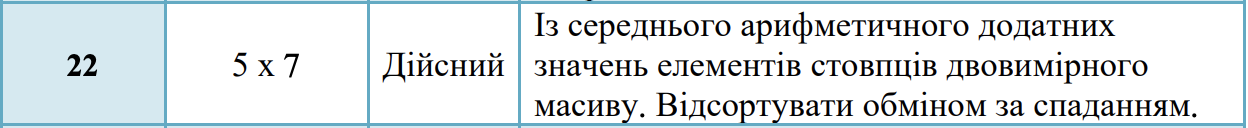 22
5 х 7
Дійсний
Із середнього арифметичного додатних
значень елементів стовпців двовимірного
масиву. Відсортувати обміном за спаданням.